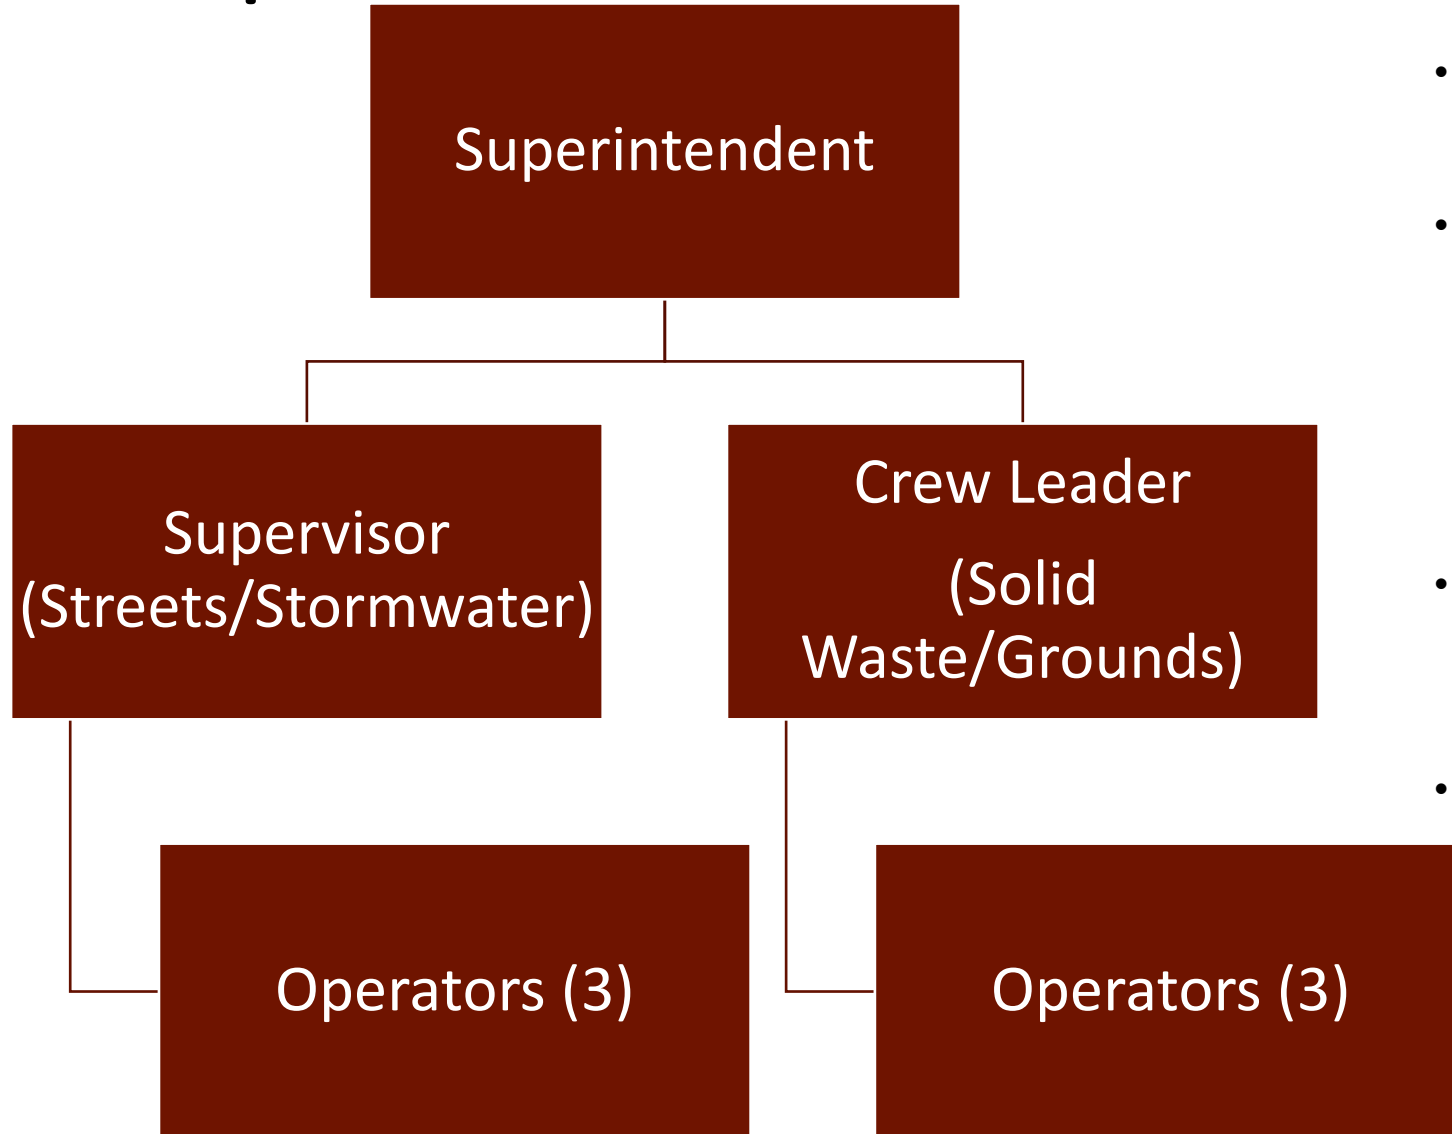 Superintendent
Supervisor
(Streets/Stormwater)
Crew Leader
(Solid
Waste/Grounds)
Operators (3)
Operators (3)